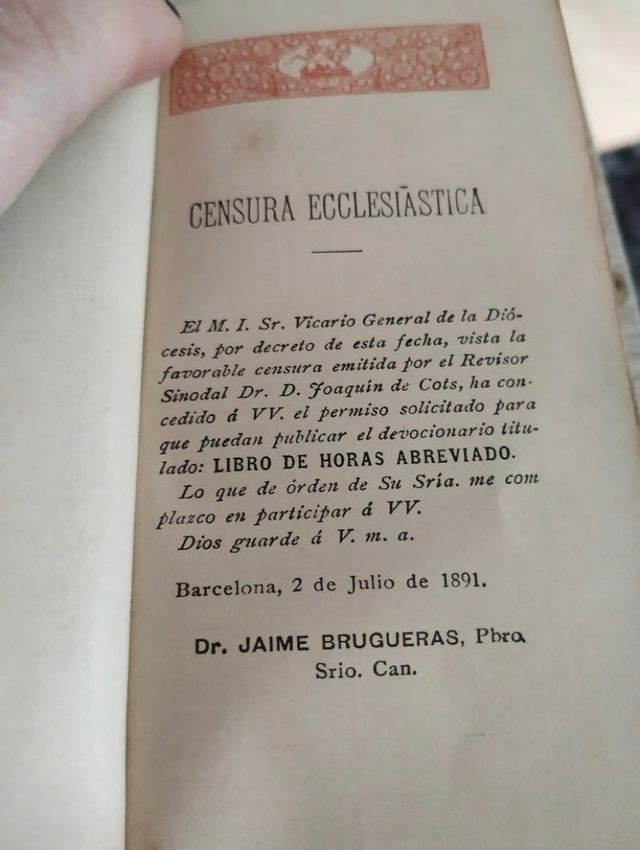 CENSURA ECCLESIÁSTICA
El M. I. Sr. Vicario General de la Dió-
cesis, por decreto de esta fecha, vista la
favorable censura emitida por el Revisor
Sinodal Dr. D. Joaquín de Cots, ha con-
cedido á VV. el permiso solicitado para
que puedan publicar el devocionario titu-
lado: LIBRO DE HORAS ABREVIADO.
Lo que de órden de Su Sría. me com
plazco en participar á VV.
Dios guarde á V. m. a.
Barcelona, 2 de Julio de 1891.
Dr. JAIME BRUGUERAS, Pbro.
Srio. Can.